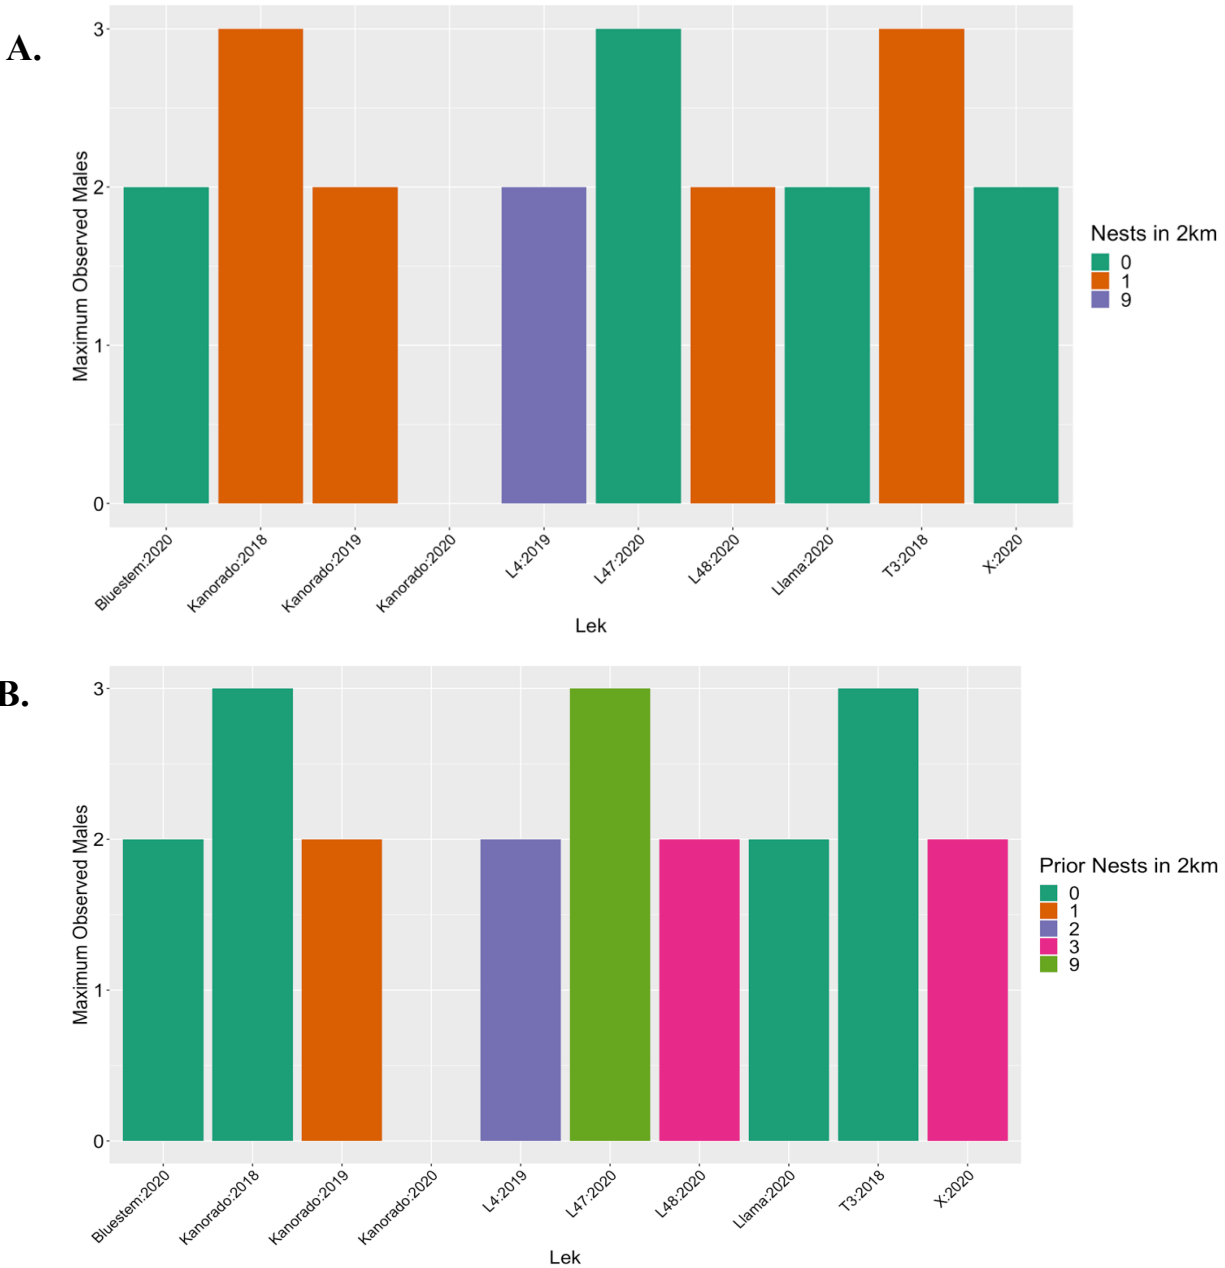 A.
Maximum Observed Males
3
2
1
0
Bluestem:2020
Kanorado:2018
Kanorado:2019
Kanorado:2020
L4:2019
L47:2020
L48:2020
Llama:2020
T3:2018
X:2020
Lek
Nests in 2km
0
1
9
B.
Maximum Observed Males
3
2
1
0
Bluestem:2020
Kanorado:2018
Kanorado:2019
Kanorado:2020
L4:2019
L47:2020
L48:2020
Llama:2020
T3:2018
X:2020
Lek
Prior Nests in 2km
0
1
2
3
9